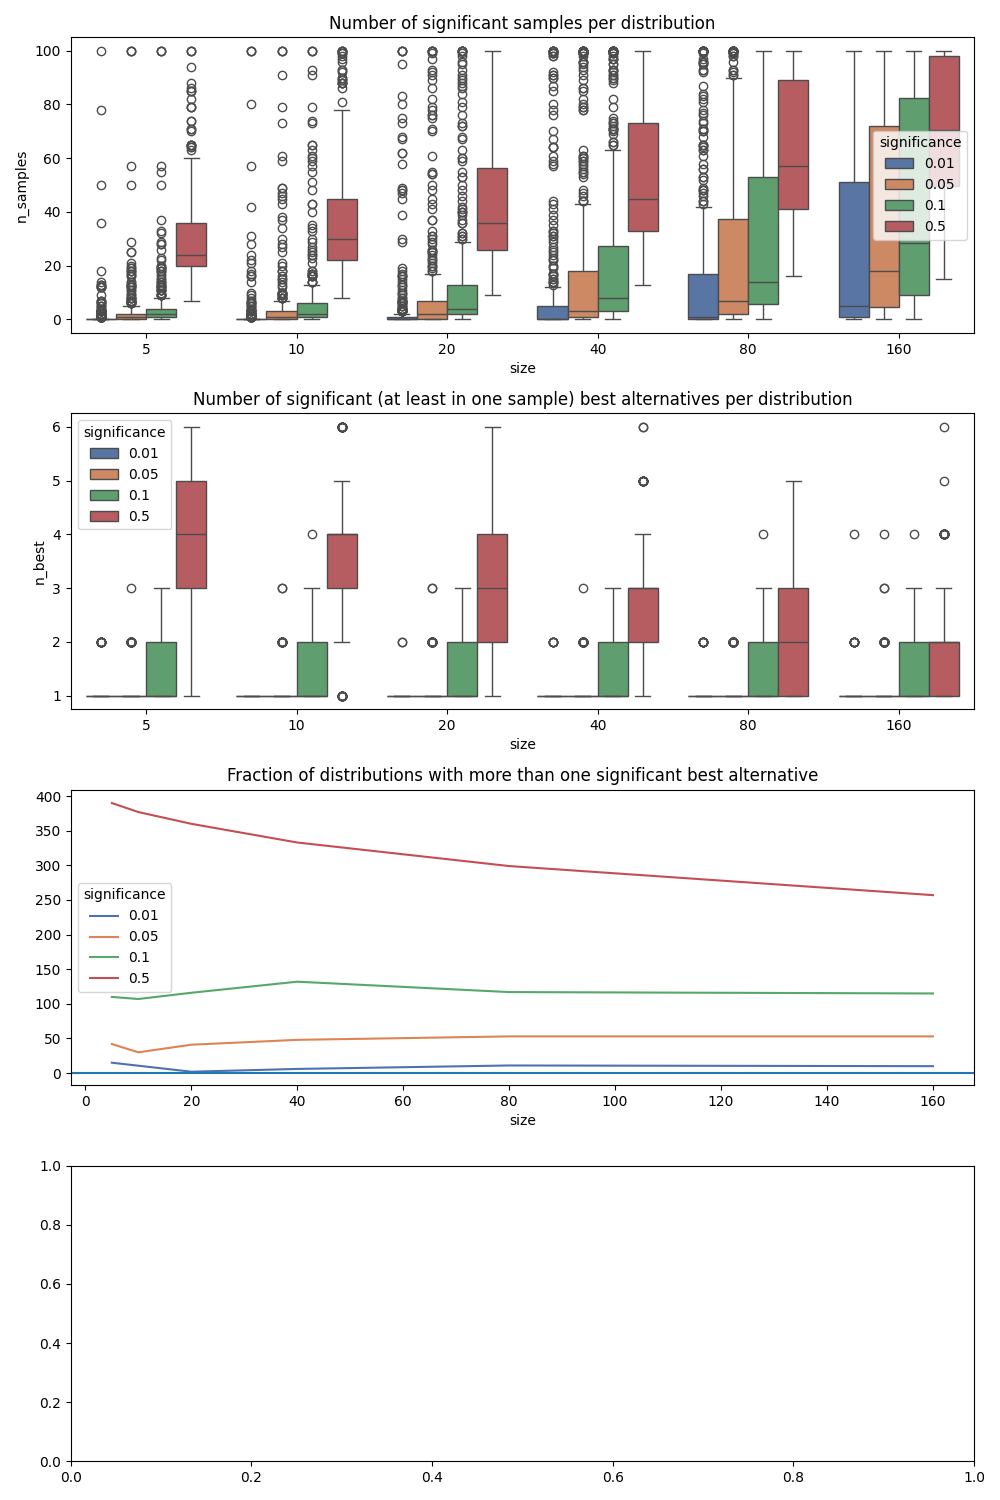 Number of significant samples per distribution
n_samples
100
80
60
40
20
0
significance
0.01
0.05
0.1
0.5
5 10 20 40 80 160
size
Number of significant (at least in one sample) best alternatives per distribution
n_best
6
5
4
3
2
1
significance
0.01
0.05
0.1
0.5
5 10 20 40 80 160
size
Fraction of distributions with more than one significant best alternative
400
350
300
250
200
150
100
50
0
significance
0.01
0.05
0.1
0.5
0 20 40 60 80 100 120 140 160
size
1.0
0.8
0.6
0.4
0.2
0.0
0.0 0.2 0.4 0.6 0.8 1.0